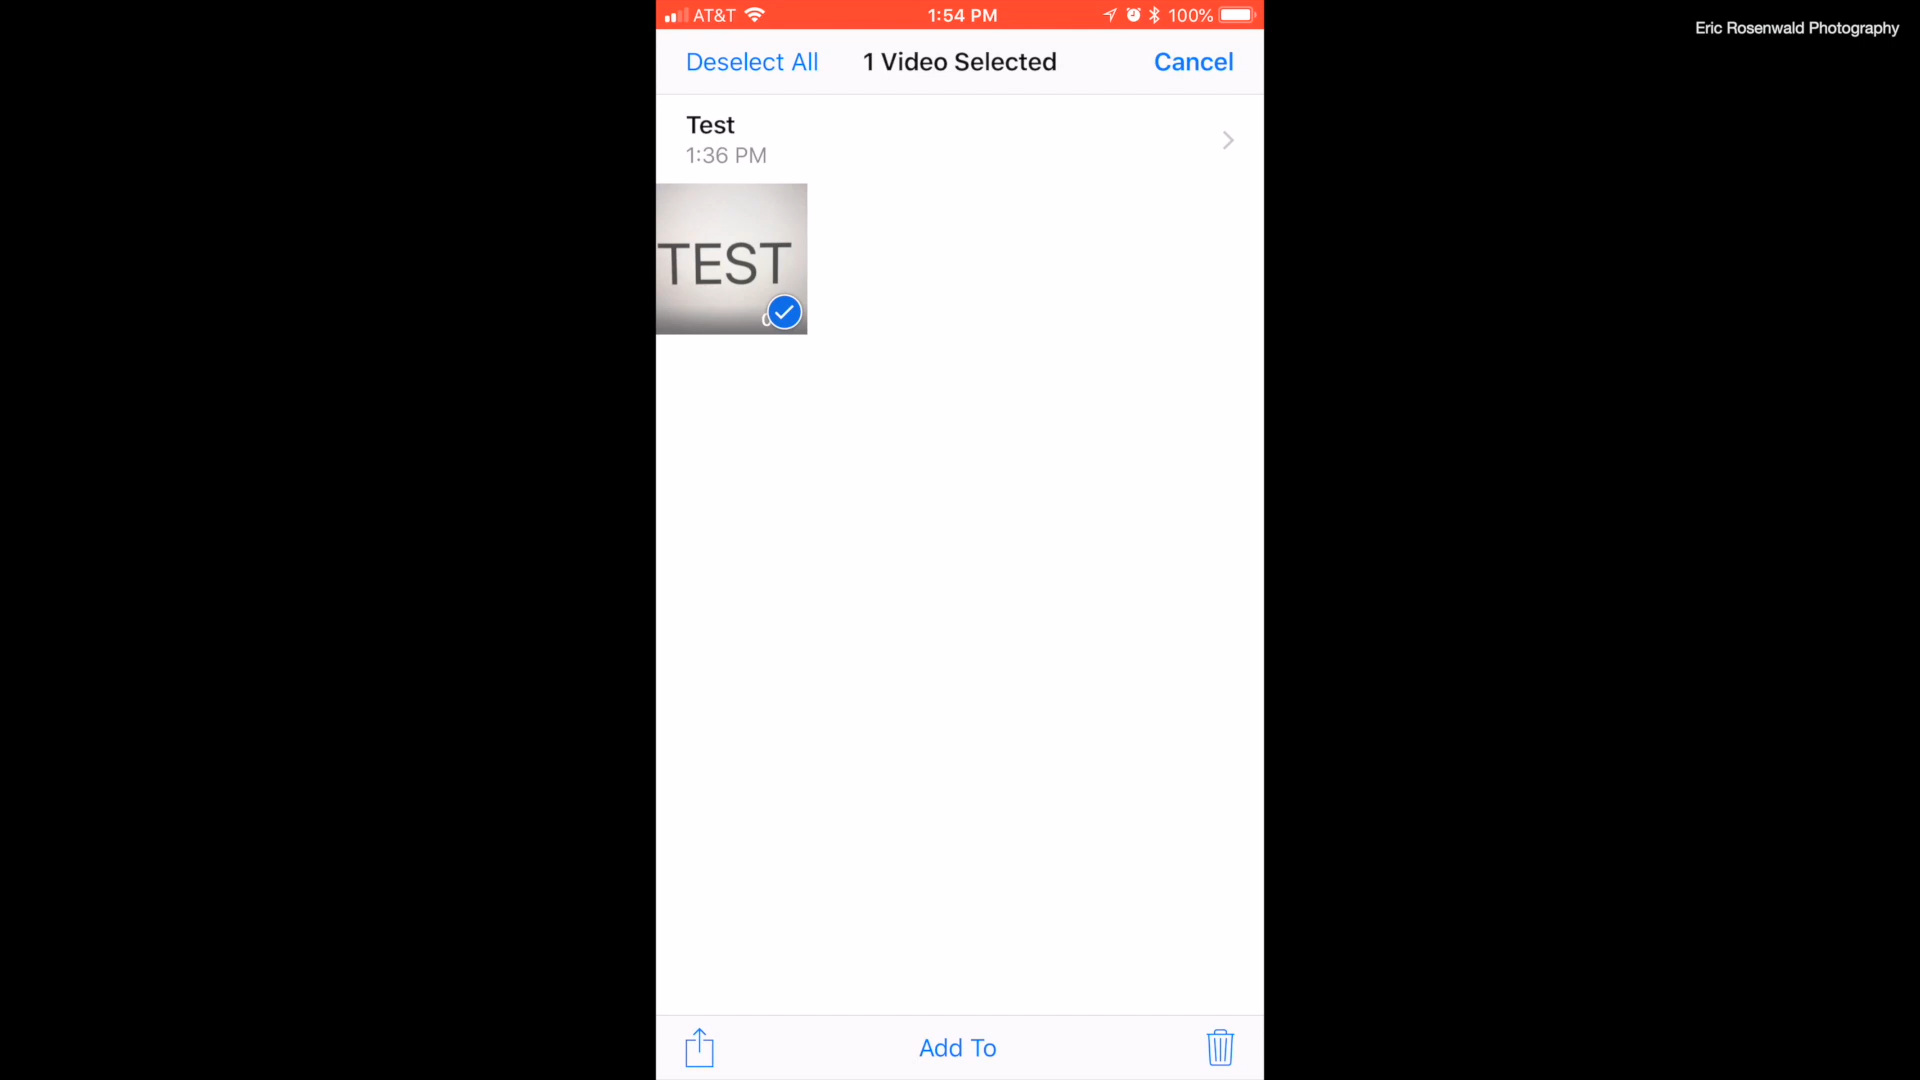 AT&T 1:54 PM 100%
Eric Rosenwald Photography
Deselect All 1 Video Selected Cancel
Test
1:36 PM
TEST
Add To